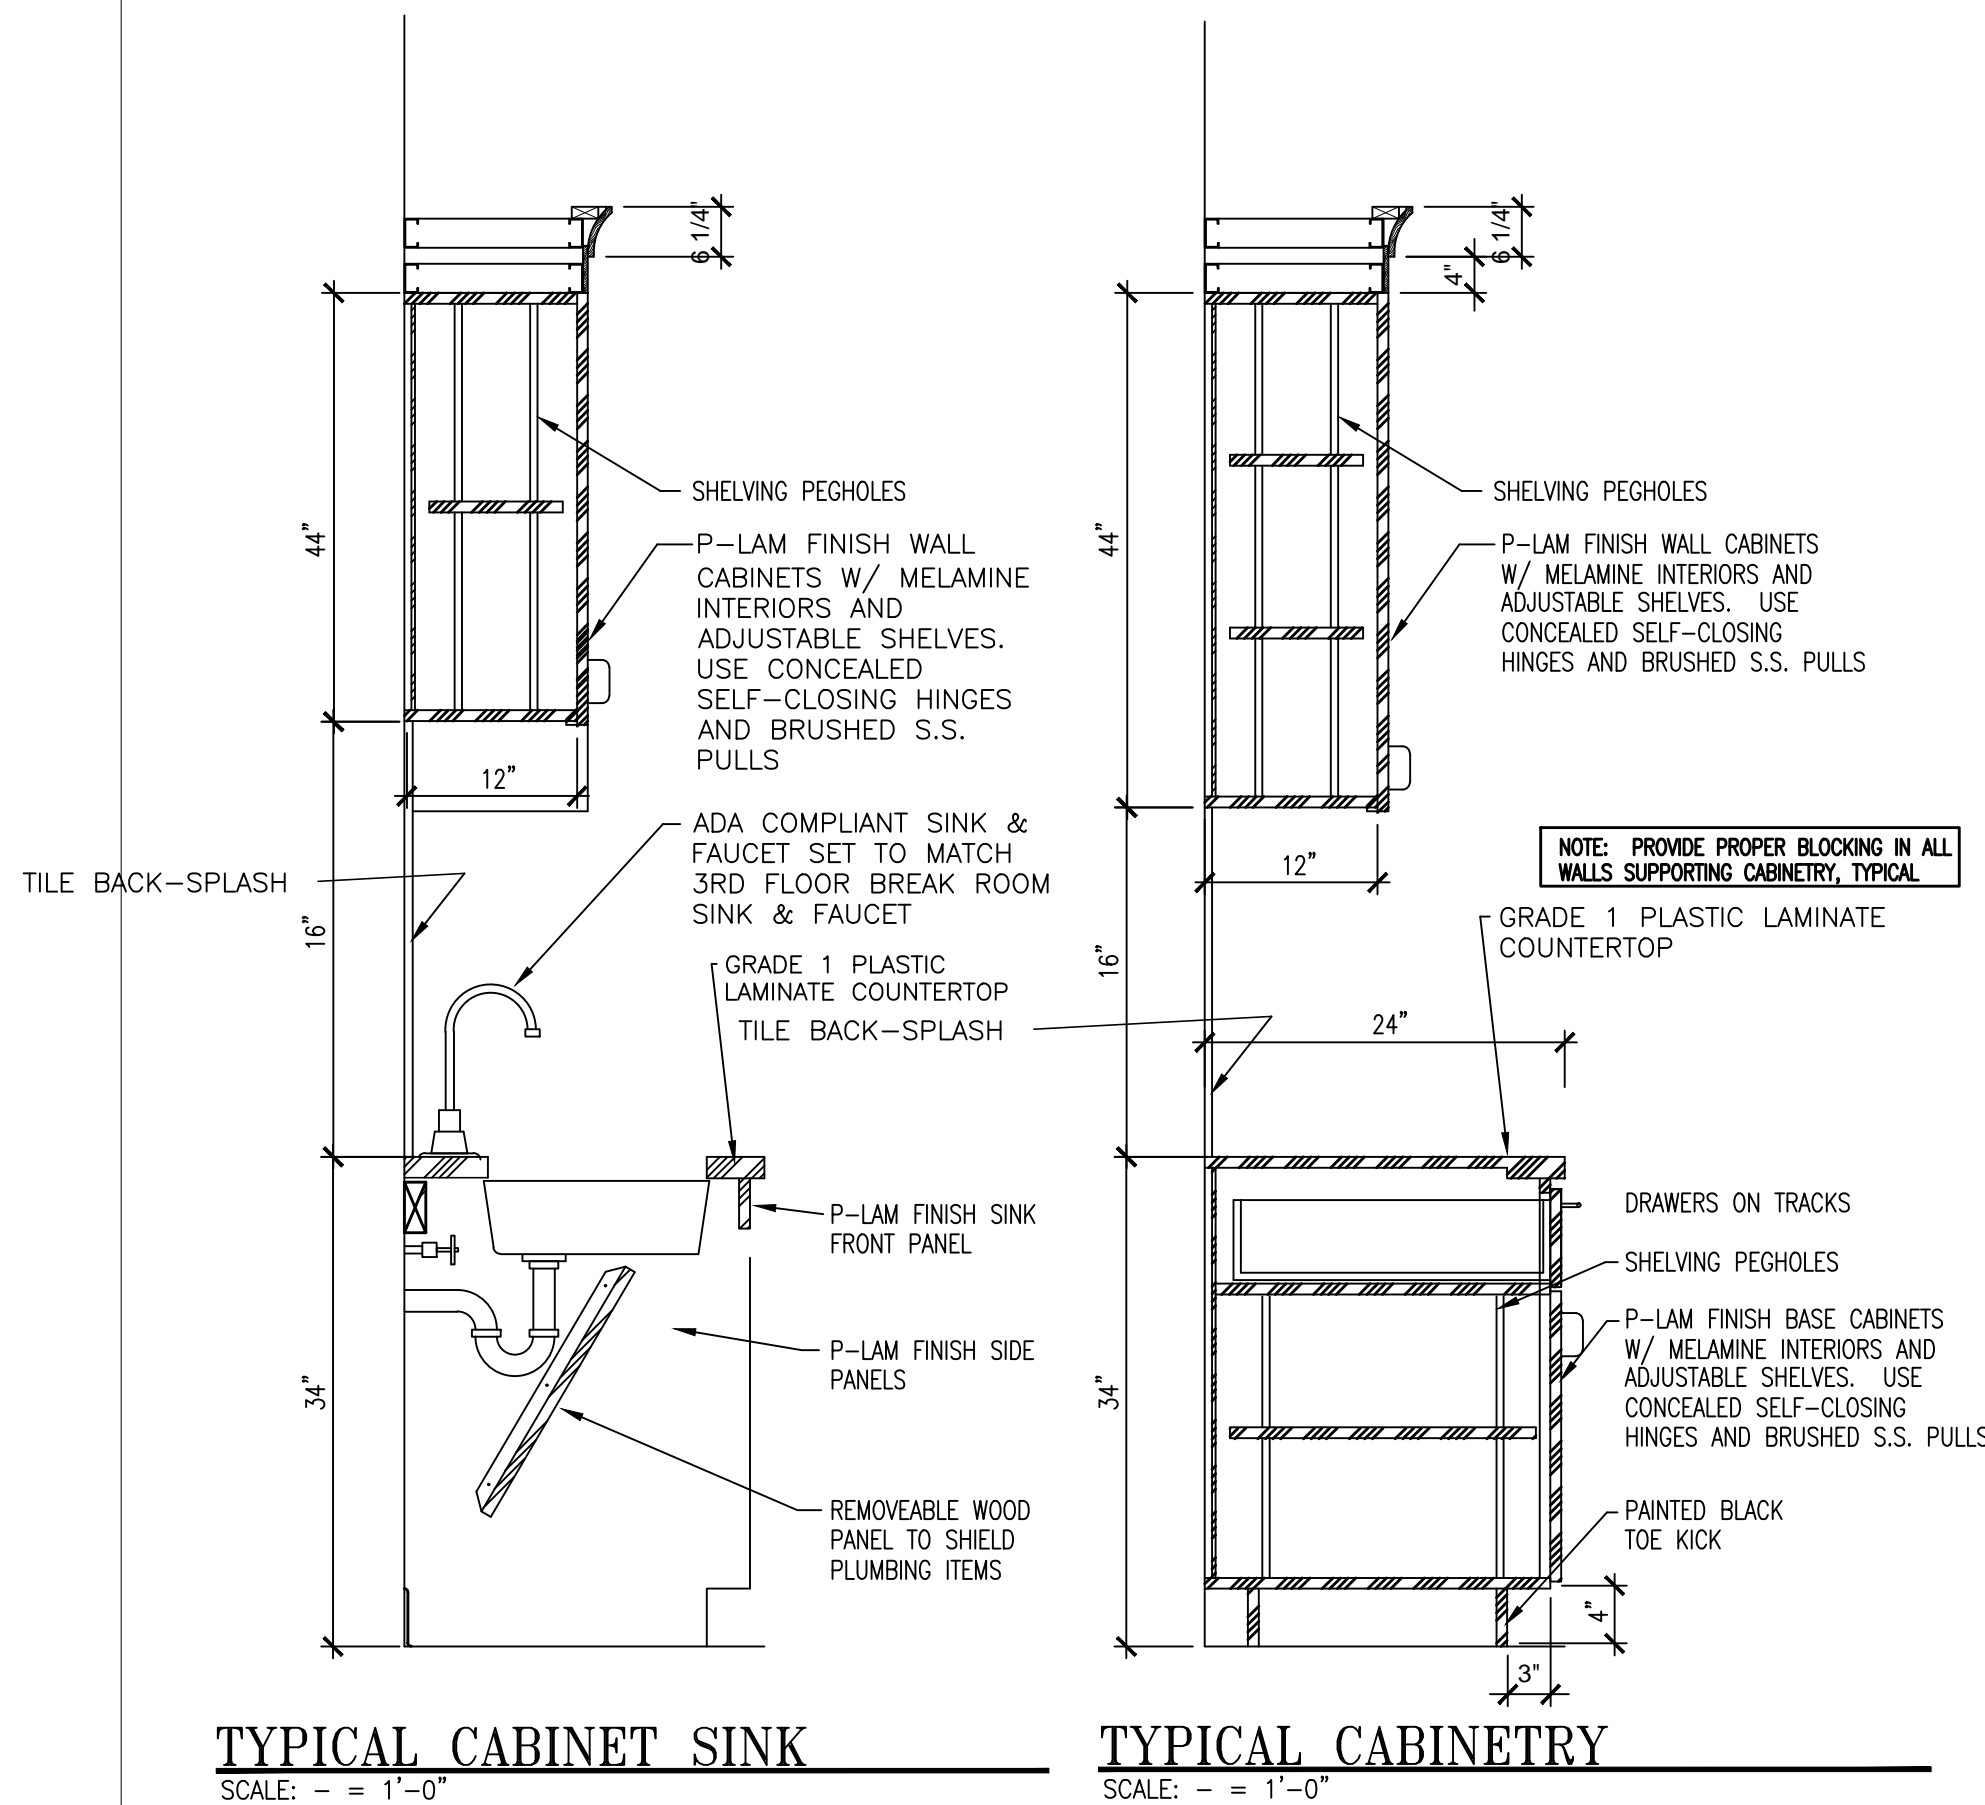 6 1/4"
44"
SHELVING PEGHOLES
P-LAM FINISH WALL
CABINETS W/ MELAMINE
INTERIORS AND
ADJUSTABLE SHELVES.
USE CONCEALED
SELF-CLOSING HINGES
AND BRUSHED S.S.
PULLS
12"
ADA COMPLIANT SINK &
FAUCET SET TO MATCH
3RD FLOOR BREAK ROOM
SINK & FAUCET
TILE BACK-SPLASH
16"
GRADE 1 PLASTIC
LAMINATE COUNTERTOP
P-LAM FINISH SINK
FRONT PANEL
P-LAM FINISH SIDE
PANELS
34"
REMOVEABLE WOOD
PANEL TO SHIELD
PLUMBING ITEMS
TYPICAL CABINET SINK
SCALE: - = 1'-0"
6 1/4"
4"
44"
SHELVING PEGHOLES
P-LAM FINISH WALL CABINETS
W/ MELAMINE INTERIORS AND
ADJUSTABLE SHELVES. USE
CONCEALED SELF-CLOSING
HINGES AND BRUSHED S.S. PULLS
12"
NOTE: PROVIDE PROPER BLOCKING IN ALL
WALLS SUPPORTING CABINETRY, TYPICAL
GRADE 1 PLASTIC LAMINATE
COUNTERTOP
16"
TILE BACK-SPLASH
24"
DRAWERS ON TRACKS
SHELVING PEGHOLES
P-LAM FINISH BASE CABINETS
W/ MELAMINE INTERIORS AND
ADJUSTABLE SHELVES. USE
CONCEALED SELF-CLOSING
HINGES AND BRUSHED S.S. PULLS
34"
PAINTED BLACK
TOE KICK
4"
3"
TYPICAL CABINETRY
SCALE: - = 1'-0"